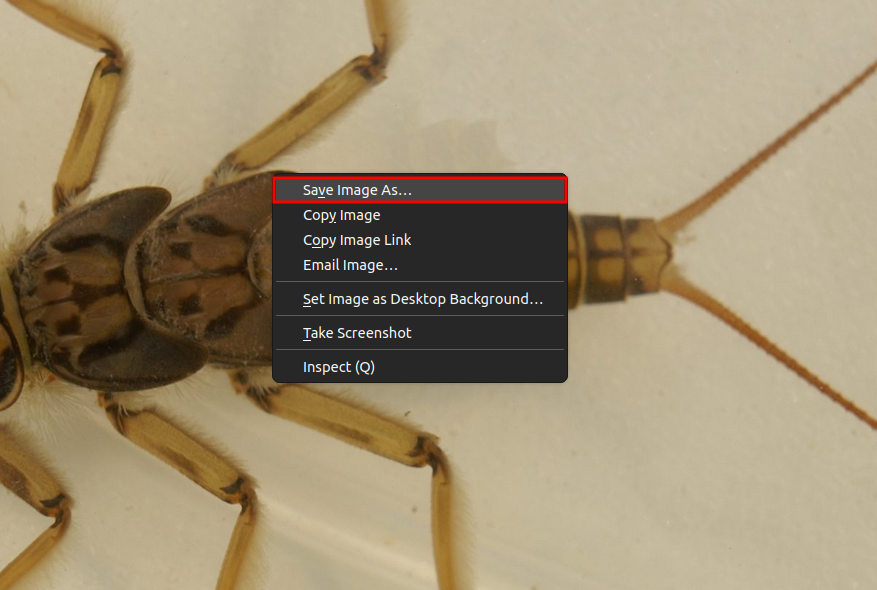 Save Image As…
Copy Image
Copy Image Link
Email Image…
Set Image as Desktop Background…
Take Screenshot
Inspect (Q)